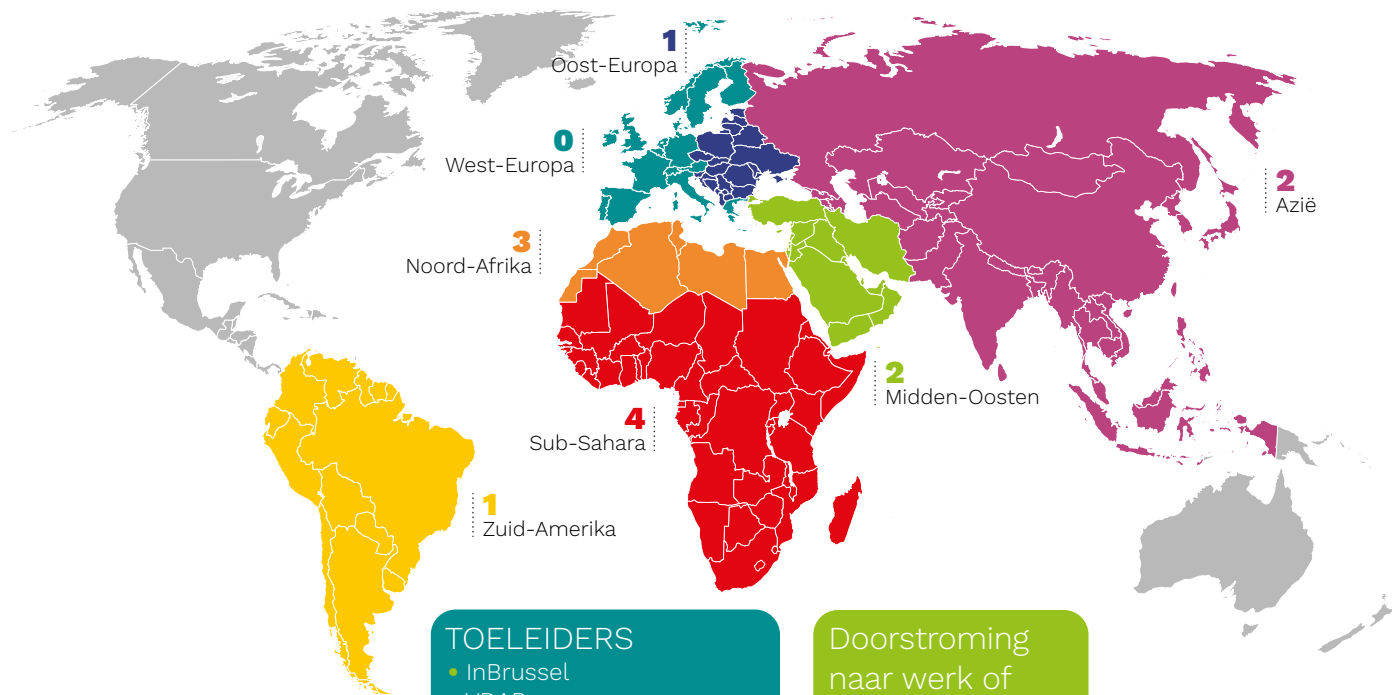 1
Oost-Europa
0
West-Europa
2
Azië
3
Noord-Afrika
2
Midden-Oosten
4
Sub-Sahara
1
Zuid-Amerika
TOELEIDERS
• InBrussel
Doorstroming
naar werk of